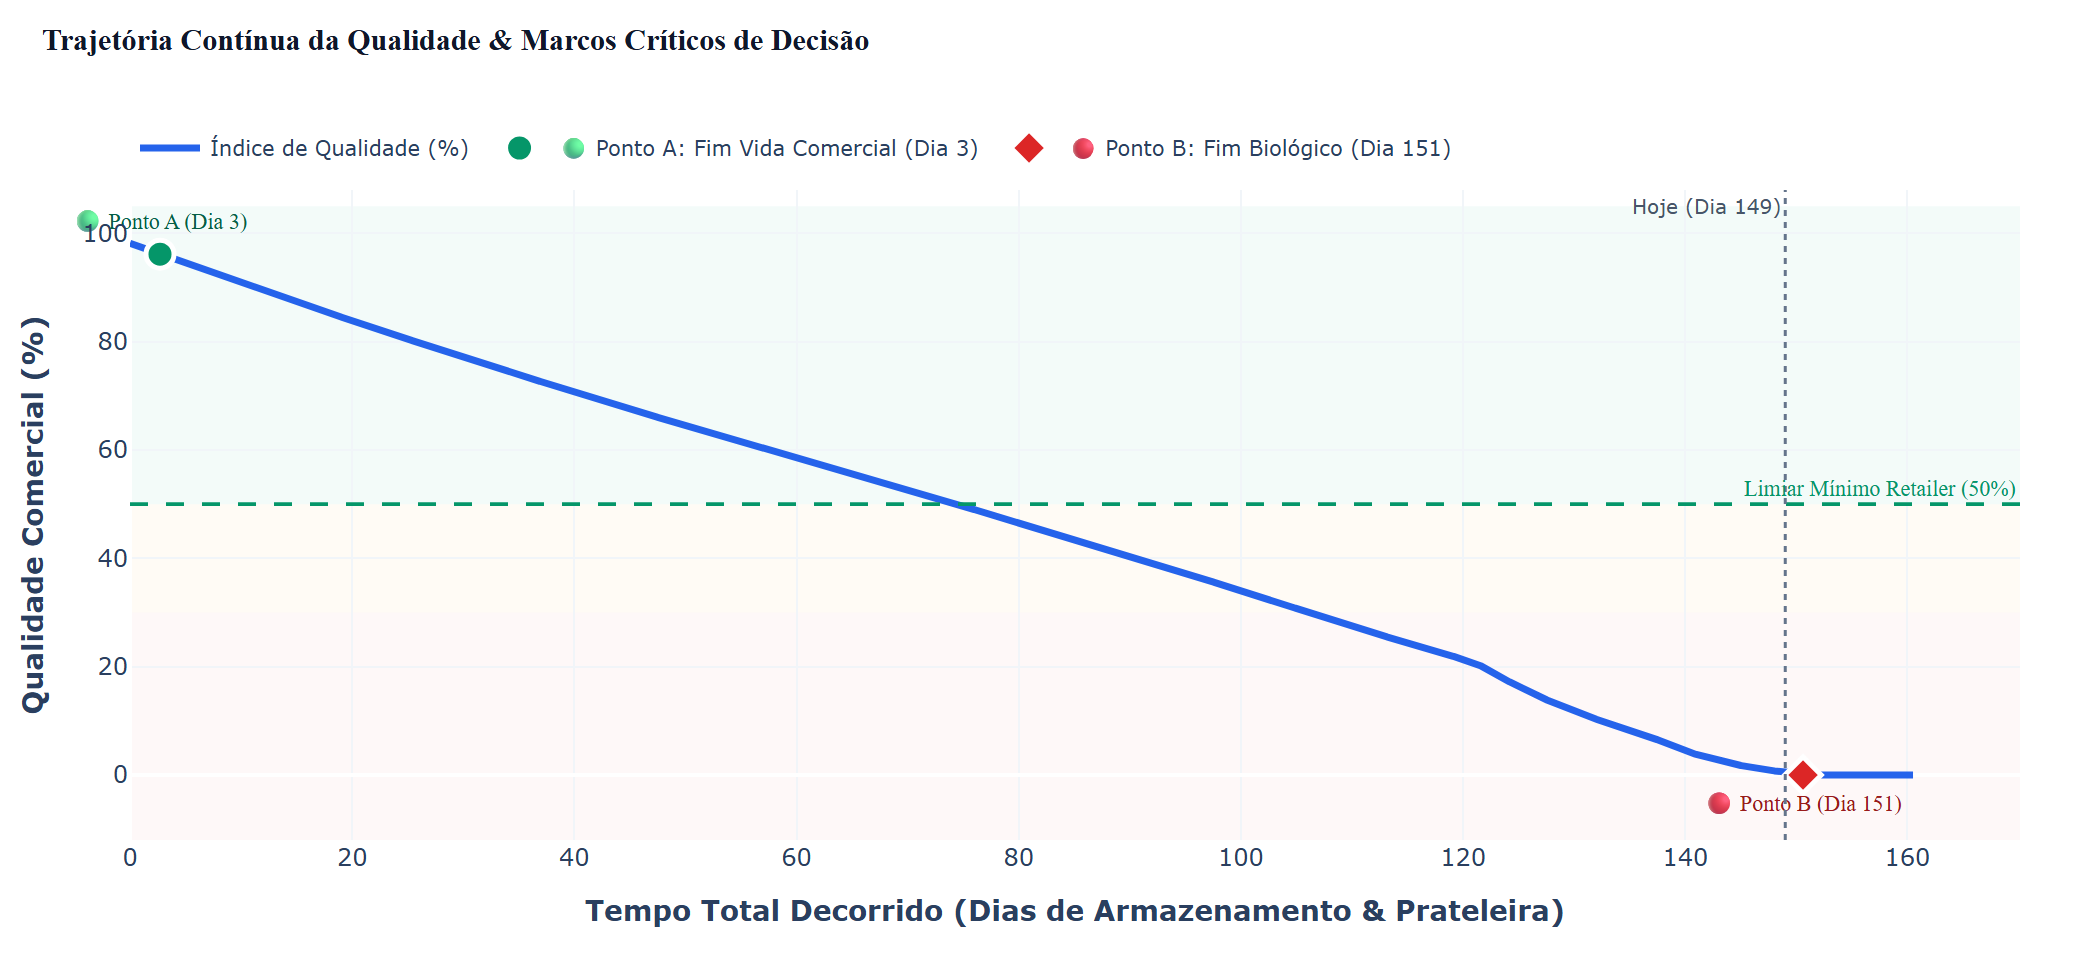 Trajetória Contínua da Qualidade & Marcos Críticos de Decisão
Índice de Qualidade (%)
Ponto A: Fim Vida Comercial (Dia 3)
Ponto B: Fim Biológico (Dia 151)
Ponto A (Dia 3)
Hoje (Dia 149)
Limiar Mínimo Retailer (50%)
Ponto B (Dia 151)
Qualidade Comercial (%)
100
80
60
40
20
0
0 20 40 60 80 100 120 140 160
Tempo Total Decorrido (Dias de Armazenamento & Prateleira)